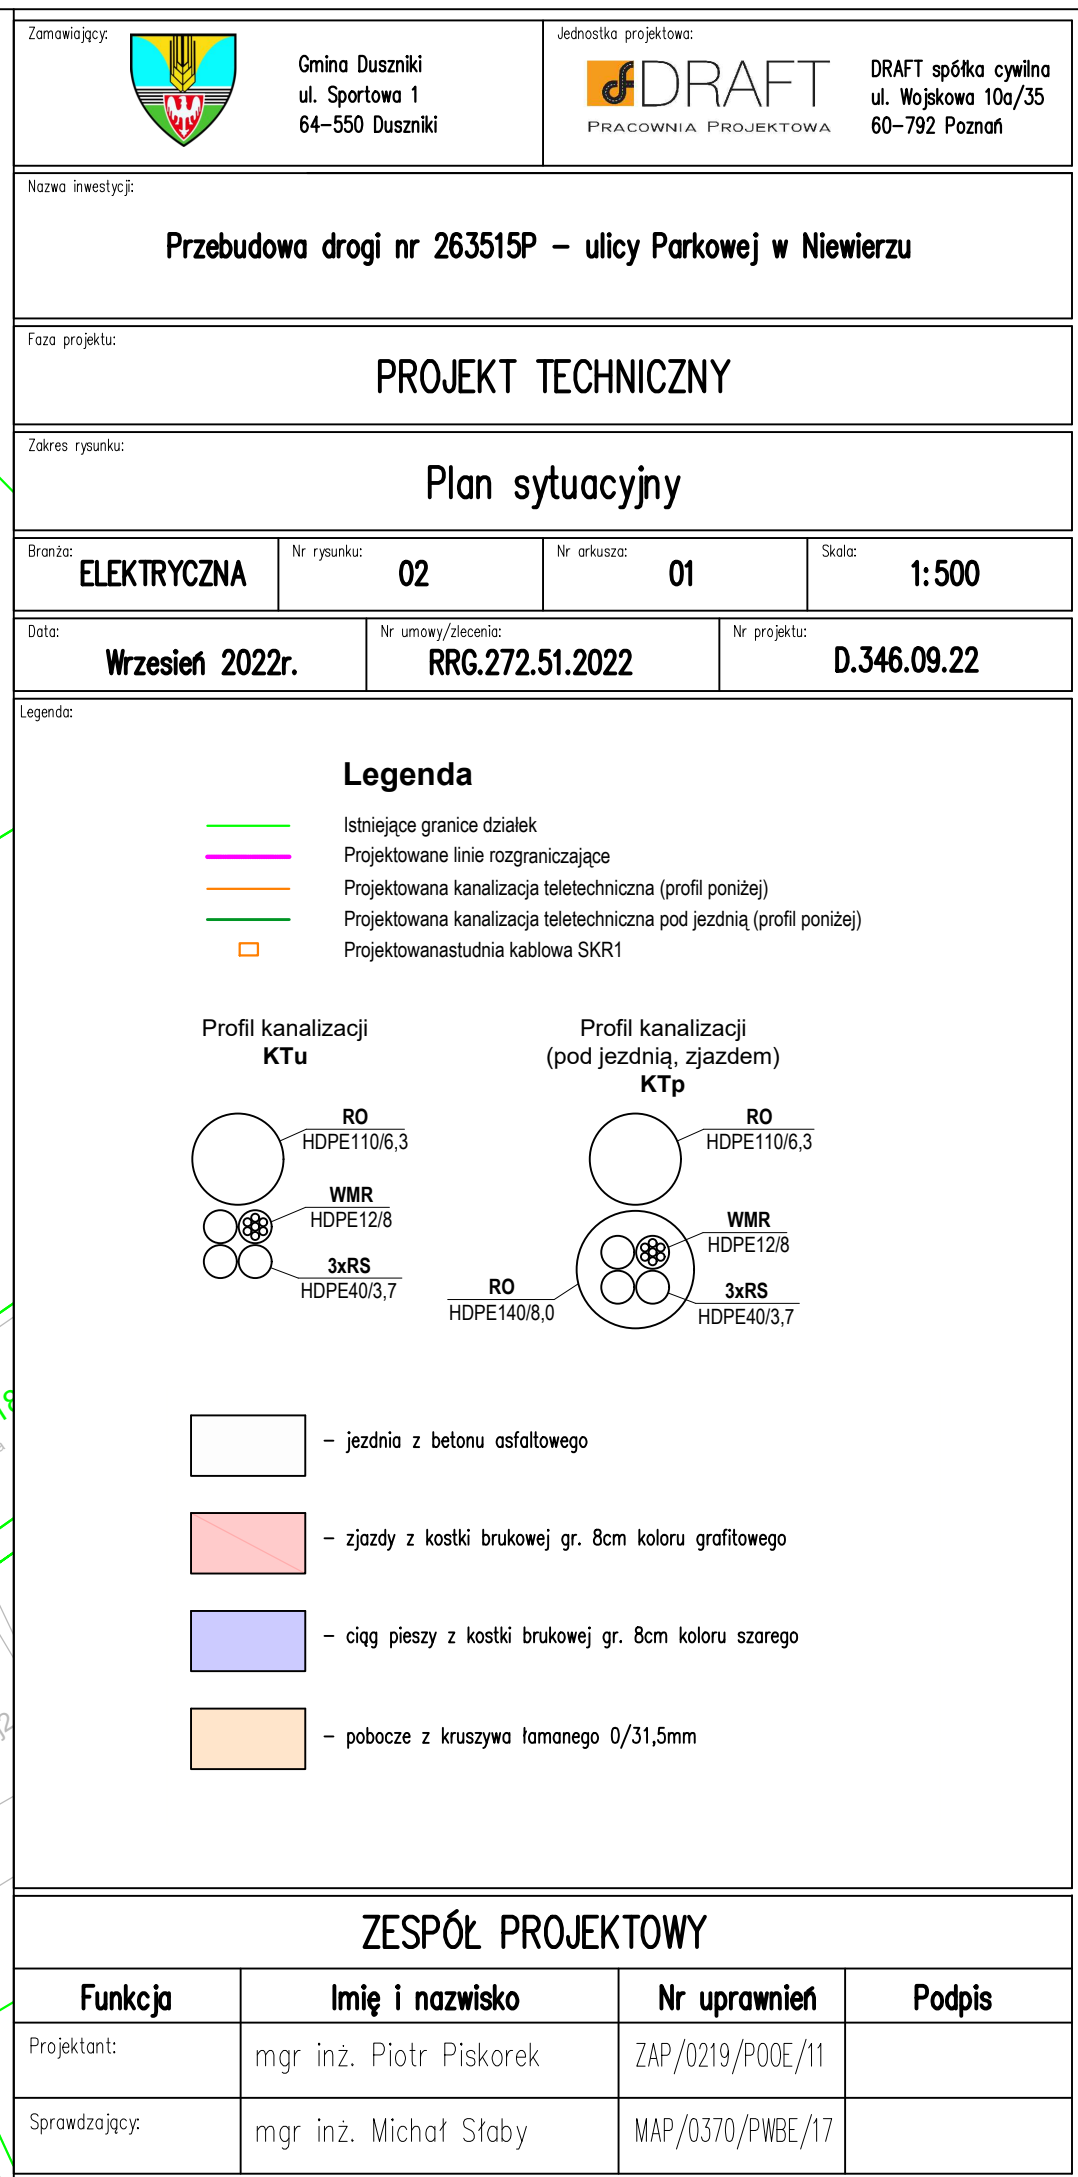 Zamawiający:
Gmina Duszniki
ul. Sportowa 1
64-550 Duszniki
Jednostka projektowa:
DRAFT
PRACOWNIA PROJEKTOWA
DRAFT spółka cywilna
ul. Wojskowa 10a/35
60-792 Poznań
Nazwa inwestycji:
Przebudowa drogi nr 263515P – ulicy Parkowej w Niewierzu
Faza projektu:
PROJEKT TECHNICZNY
Zakres rysunku:
Plan sytuacyjny
Branża:
ELEKTRYCZNA
Nr rysunku:
02
Nr arkusza:
01
Skala:
1:500
Data:
Wrzesień 2022r.
Nr umowy/zlecenia:
RRG.272.51.2022
Nr projektu:
D.346.09.22
Legenda:
Legenda
Istniejące granice działek
Projektowane linie rozgraniczające
Projektowana kanalizacja teletechniczna (profil poniżej)
Projektowana kanalizacja teletechniczna pod jezdnią (profil poniżej)
Projektowanastudnia kablowa SKR1
Profil kanalizacji
KTu
RO
HDPE110/6,3
WMR
HDPE12/8
3xRS
HDPE40/3,7
Profil kanalizacji
(pod jezdnią, zjazdem)
KTp
RO
HDPE110/6,3
WMR
HDPE12/8
RO
HDPE140/8,0
3xRS
HDPE40/3,7
– jezdnia z betonu asfaltowego
– zjazdy z kostki brukowej gr. 8cm koloru grafitowego
– ciąg pieszy z kostki brukowej gr. 8cm koloru szarego
– pobocze z kruszywa łamanego 0/31,5mm
ZESPÓŁ PROJEKTOWY
Funkcja
Imię i nazwisko
Nr uprawnień
Podpis
Projektant:
mgr inż. Piotr Piskorek
ZAP/0219/POOE/11
Sprawdzający:
mgr inż. Michał Słaby
MAP/0370/PWBE/17